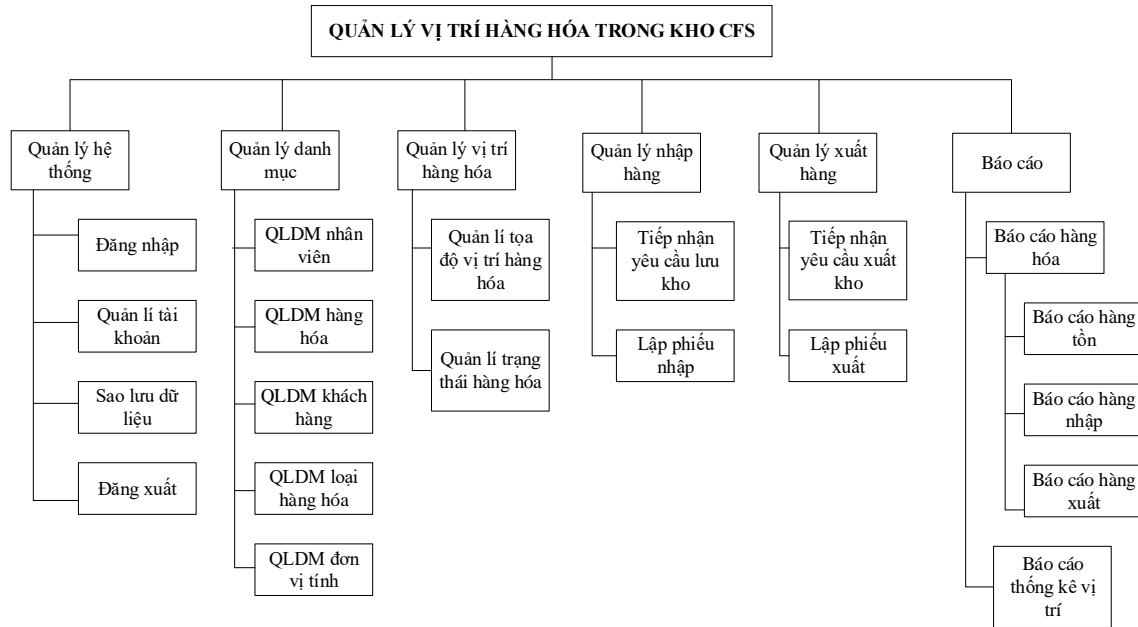 QUẢN LÝ VỊ TRÍ HÀNG HÓA TRONG KHO CFS
Quản lý hệ
thống
Đăng nhập
Quản lí tài
khoản
Sao lưu dữ
liệu
Đăng xuất
Quản lý danh
mục
QLDM nhân
viên
QLDM hàng
hóa
QLDM khách
hàng
QLDM loại
hàng hóa
QLDM đơn
vị tính
Quản lý vị trí
hàng hóa
Quản lí tọa
độ vị trí hàng
hóa
Quản lí trạng
thái hàng hóa
Quản lý nhập
hàng
Tiếp nhận
yêu cầu lưu
kho
Lập phiếu
nhập
Quản lý xuất
hàng
Tiếp nhận
yêu cầu xuất
kho
Lập phiếu
xuất
Báo cáo
Báo cáo hàng
hóa
Báo cáo hàng
tồn
Báo cáo hàng
nhập
Báo cáo hàng
xuất
Báo cáo
thống kê vị
trí